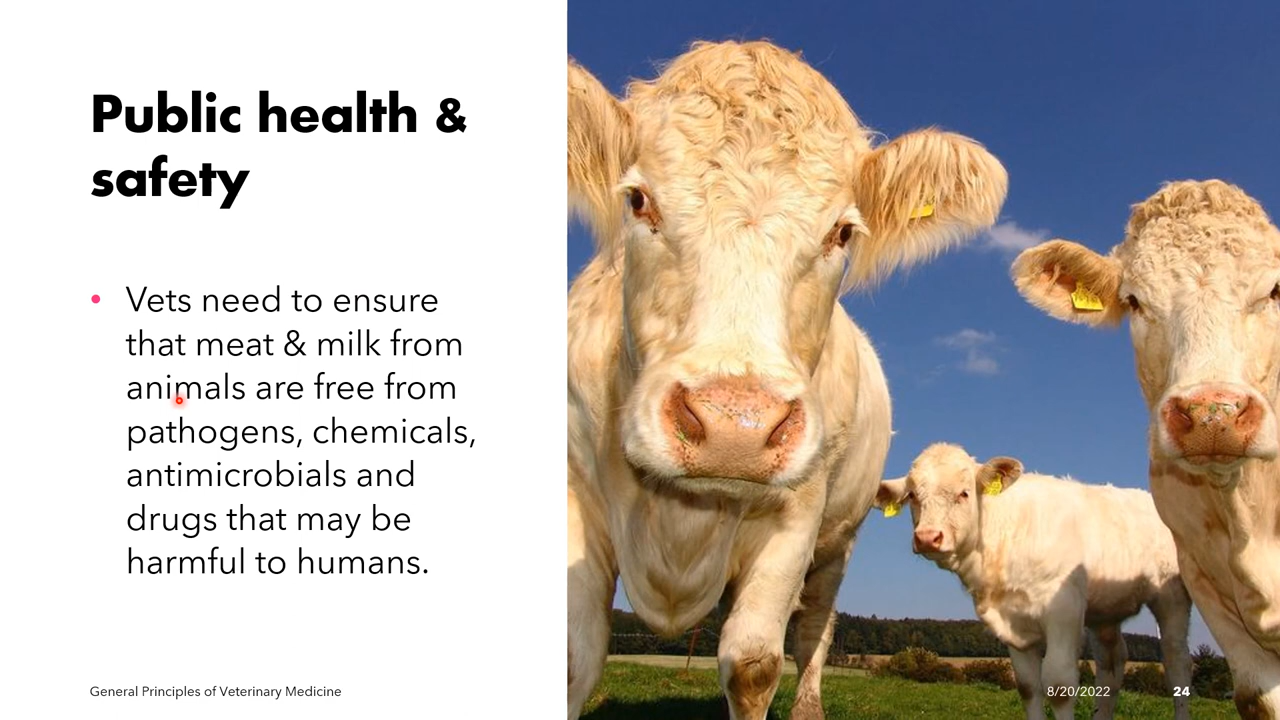 Public health &
safety
• Vets need to ensure
that meat & milk from
animals are free from
pathogens, chemicals,
antimicrobials and
drugs that may be
harmful to humans.
General Principles of Veterinary Medicine
8/20/2022
24